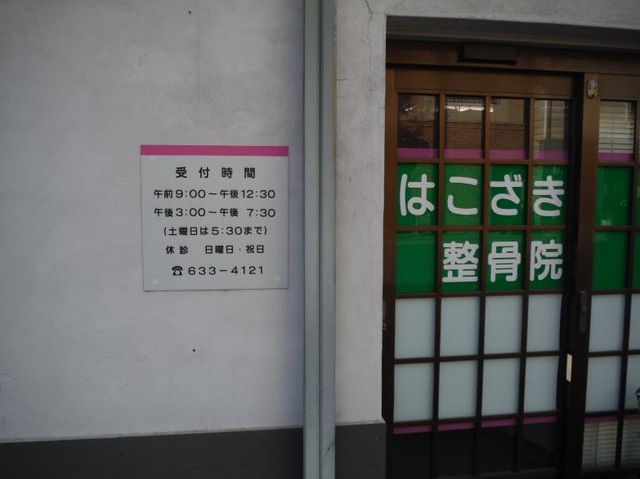 受付時間
午前9:00～午後12:30
午後3:00～午後 7:30
(土曜日は5:30まで)
休診 日曜日・祝日
☎633-4121
はこざき
整骨院